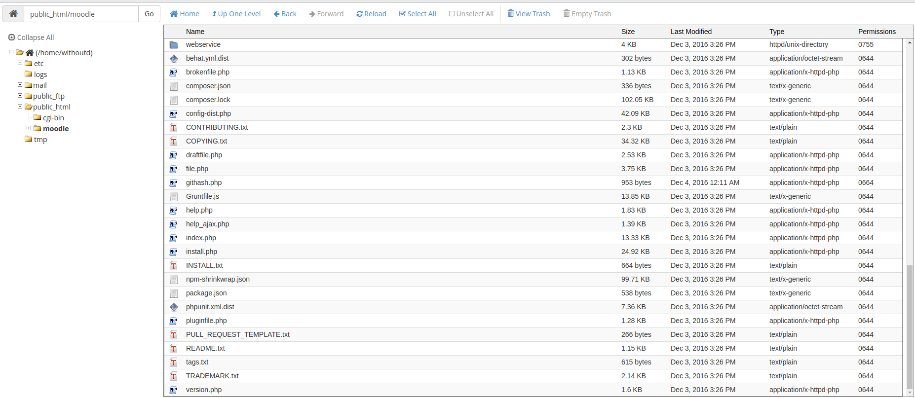 public_html/moodle Go Home Up One Level Back Forward Reload Select All Unselect All View Trash Empty Trash
Collapse All
(/home/withoutd)
etc
logs
mail
public_ftp
public_html
cgi-bin
moodle
tmp
Name Size Last Modified Type Permissions
webservice 4 KB Dec 3, 2016 3:26 PM httpd/unix-directory 0755
behat.yml.dist 302 bytes Dec 3, 2016 3:26 PM application/octet-stream 0644
brokenfile.php 1.13 KB Dec 3, 2016 3:26 PM application/x-httpd-php 0644
composer.json 336 bytes Dec 3, 2016 3:26 PM text/x-generic 0644
composer.lock 102.05 KB Dec 3, 2016 3:26 PM text/x-generic 0644
config-dist.php 42.09 KB Dec 3, 2016 3:26 PM application/x-httpd-php 0644
CONTRIBUTING.txt 2.3 KB Dec 3, 2016 3:26 PM text/plain 0644
COPYING.txt 34.32 KB Dec 3, 2016 3:26 PM text/plain 0644
draftfile.php 2.53 KB Dec 3, 2016 3:26 PM application/x-httpd-php 0644
file.php 3.75 KB Dec 3, 2016 3:26 PM application/x-httpd-php 0644
githash.php 953 bytes Dec 4, 2016 12:11 AM application/x-httpd-php 0644
Gruntfile.js 13.85 KB Dec 3, 2016 3:26 PM text/x-generic 0644
help.php 1.83 KB Dec 3, 2016 3:26 PM application/x-httpd-php 0644
help_ajax.php 1.39 KB Dec 3, 2016 3:26 PM application/x-httpd-php 0644
index.php 13.33 KB Dec 3, 2016 3:26 PM application/x-httpd-php 0644
install.php 24.92 KB Dec 3, 2016 3:26 PM application/x-httpd-php 0644
INSTALL.txt 664 bytes Dec 3, 2016 3:26 PM text/plain 0644
npm-shrinkwrap.json 99.71 KB Dec 3, 2016 3:26 PM text/x-generic 0644
package.json 538 bytes Dec 3, 2016 3:26 PM text/x-generic 0644
phpunit.xml.dist 7.36 KB Dec 3, 2016 3:26 PM application/octet-stream 0644
pluginfile.php 1.28 KB Dec 3, 2016 3:26 PM application/x-httpd-php 0644
PULL_REQUEST_TEMPLATE.txt 266 bytes Dec 3, 2016 3:26 PM text/plain 0644
README.txt 1.15 KB Dec 3, 2016 3:26 PM text/plain 0644
tags.txt 615 bytes Dec 3, 2016 3:26 PM text/plain 0644
TRADEMARK.txt 2.14 KB Dec 3, 2016 3:26 PM text/plain 0644
version.php 1.6 KB Dec 3, 2016 3:26 PM application/x-httpd-php 0644